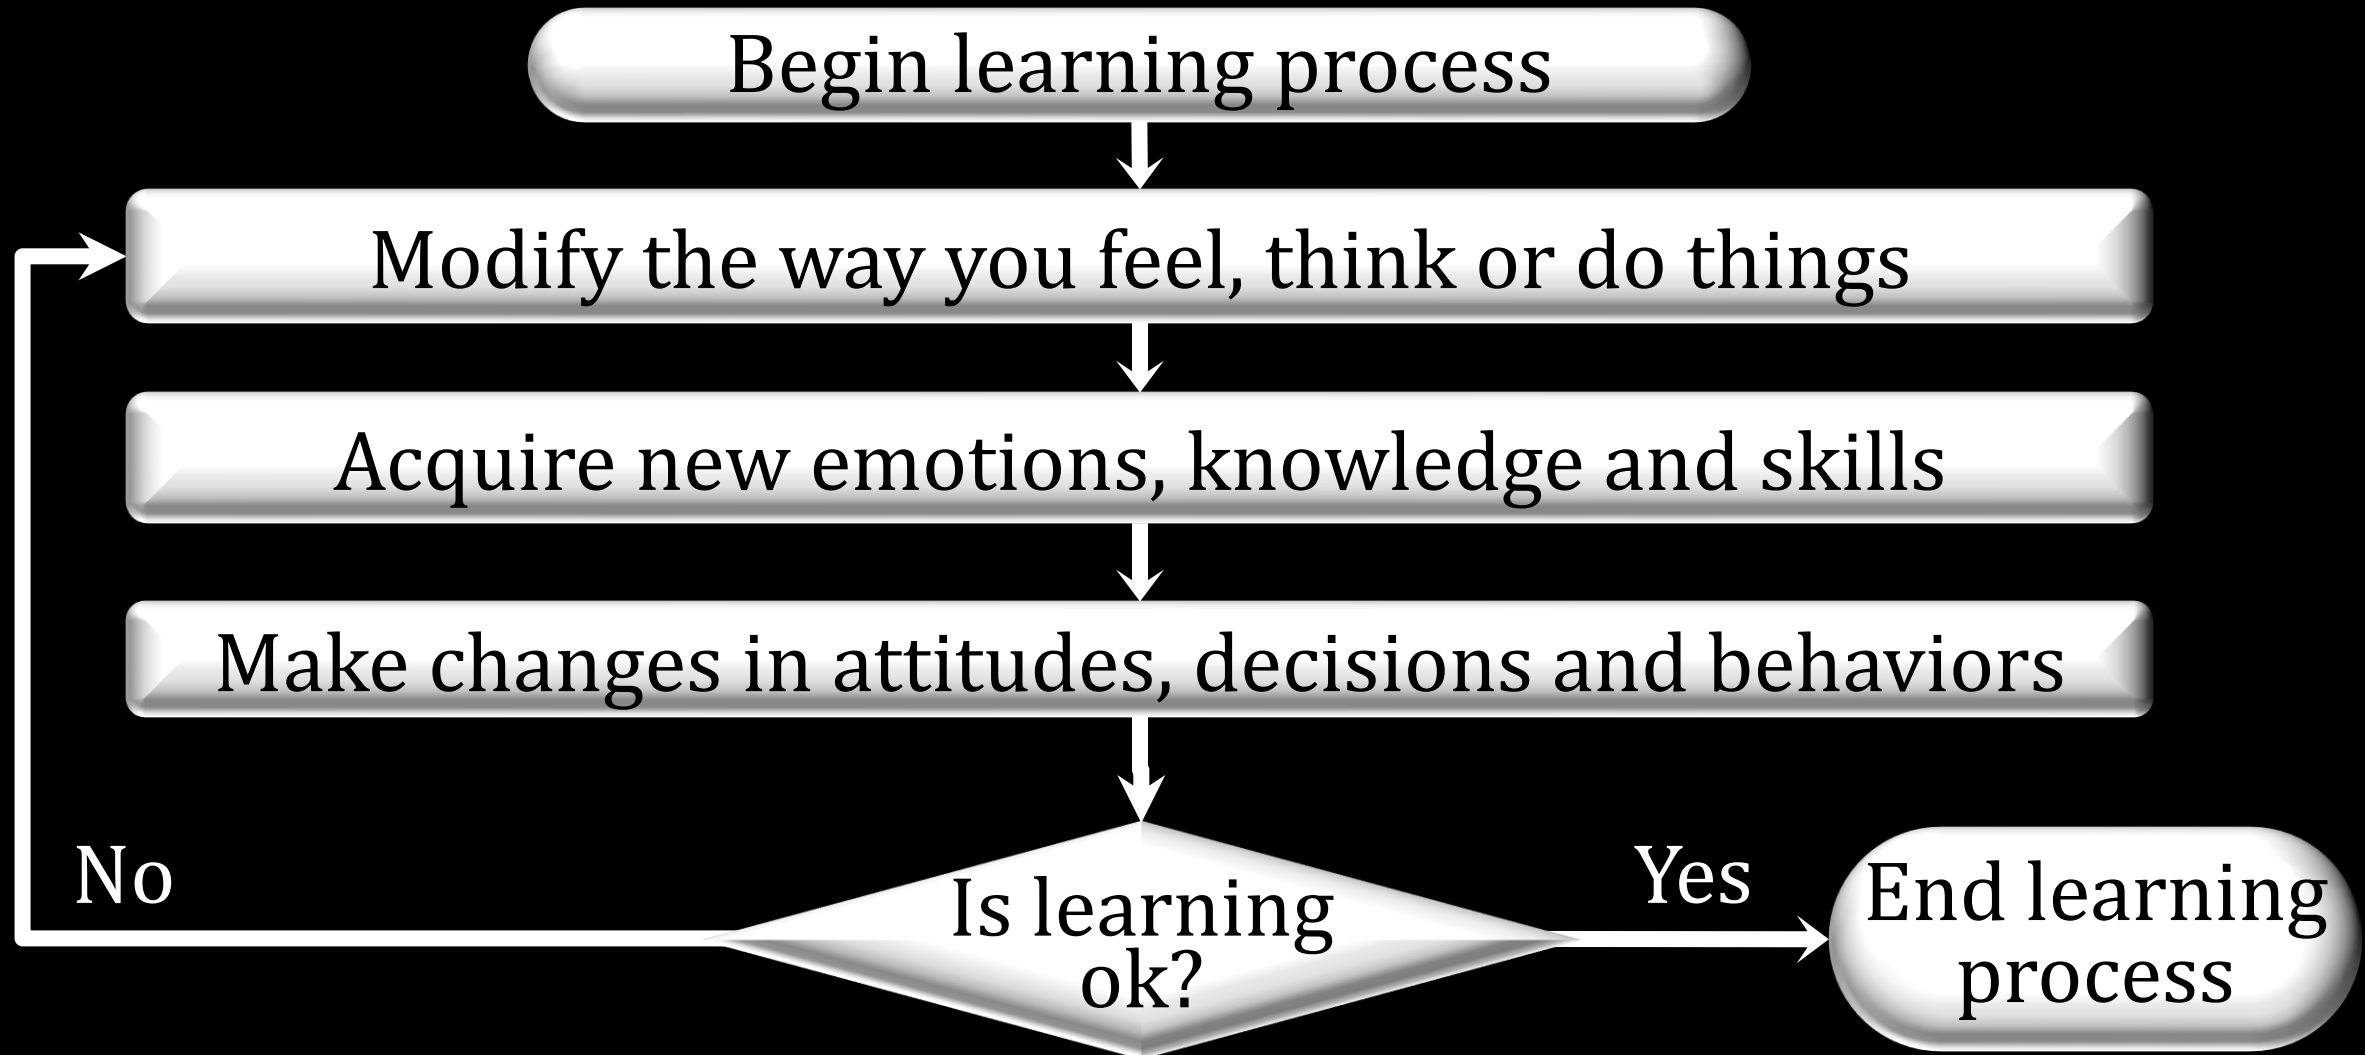 Begin learning process
Modify the way you feel, think or do things
Acquire new emotions, knowledge and skills
Make changes in attitudes, decisions and behaviors
No
Is learning
ok?
Yes
End learning
process